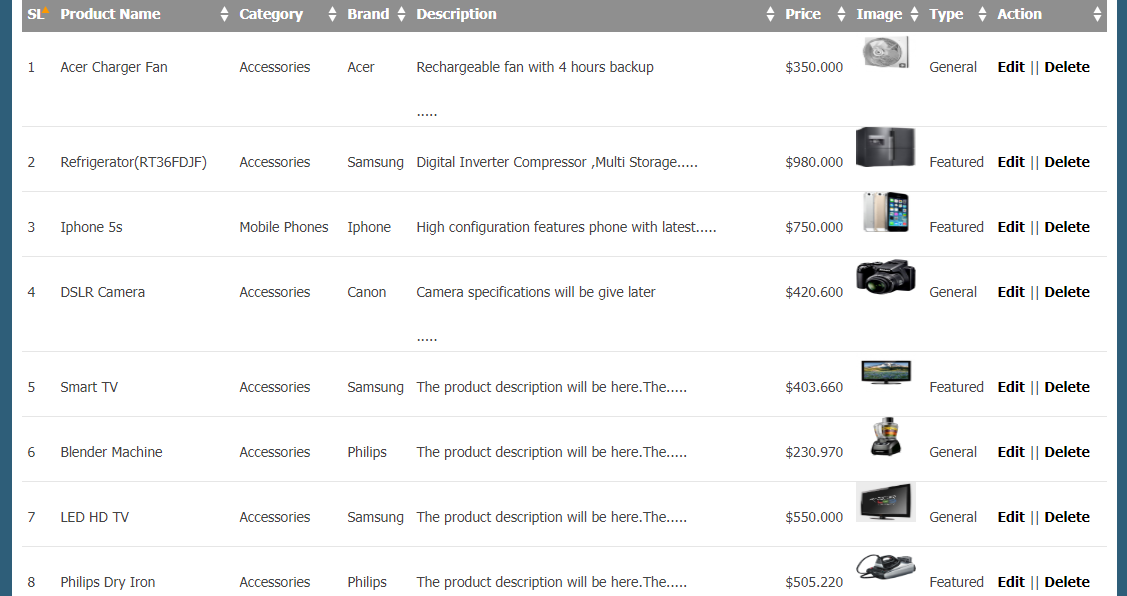 SL Product Name Category Brand Description Price Image Type Action
1 Acer Charger Fan Accessories Acer Rechargeable fan with 4 hours backup $350.000 General Edit || Delete
.....
2 Refrigerator(RT36FDJF) Accessories Samsung Digital Inverter Compressor ,Multi Storage..... $980.000 Featured Edit || Delete
3 Iphone 5s Mobile Phones Iphone High configuration features phone with latest..... $750.000 Featured Edit || Delete
4 DSLR Camera Accessories Canon Camera specifications will be give later $420.600 General Edit || Delete
.....
5 Smart TV Accessories Samsung The product description will be here.The..... $403.660 Featured Edit || Delete
6 Blender Machine Accessories Philips The product description will be here.The..... $230.970 General Edit || Delete
7 LED HD TV Accessories Samsung The product description will be here.The..... $550.000 General Edit || Delete
8 Philips Dry Iron Accessories Philips The product description will be here.The..... $505.220 Featured Edit || Delete